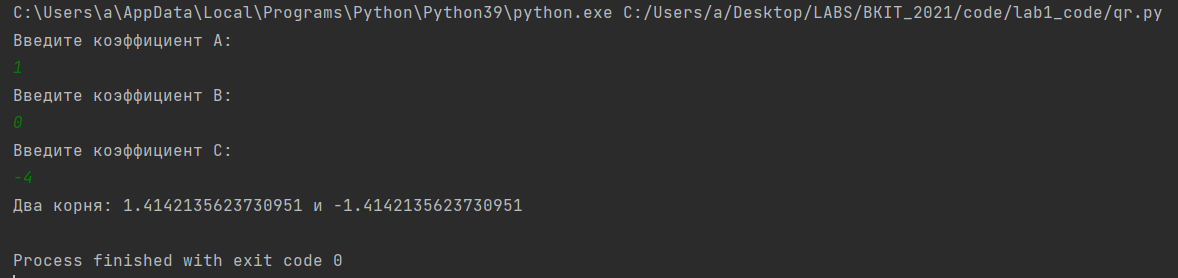 C:\Users\a\AppData\Local\Programs\Python\Python39\python.exe C:/Users/a/Desktop/LABS/BKIT_2021/code/lab1_code/qr.py
Введите коэффициент A:
1
Введите коэффициент B:
0
Введите коэффициент C:
-4
Два корня: 1.4142135623730951 и -1.4142135623730951
Process finished with exit code 0